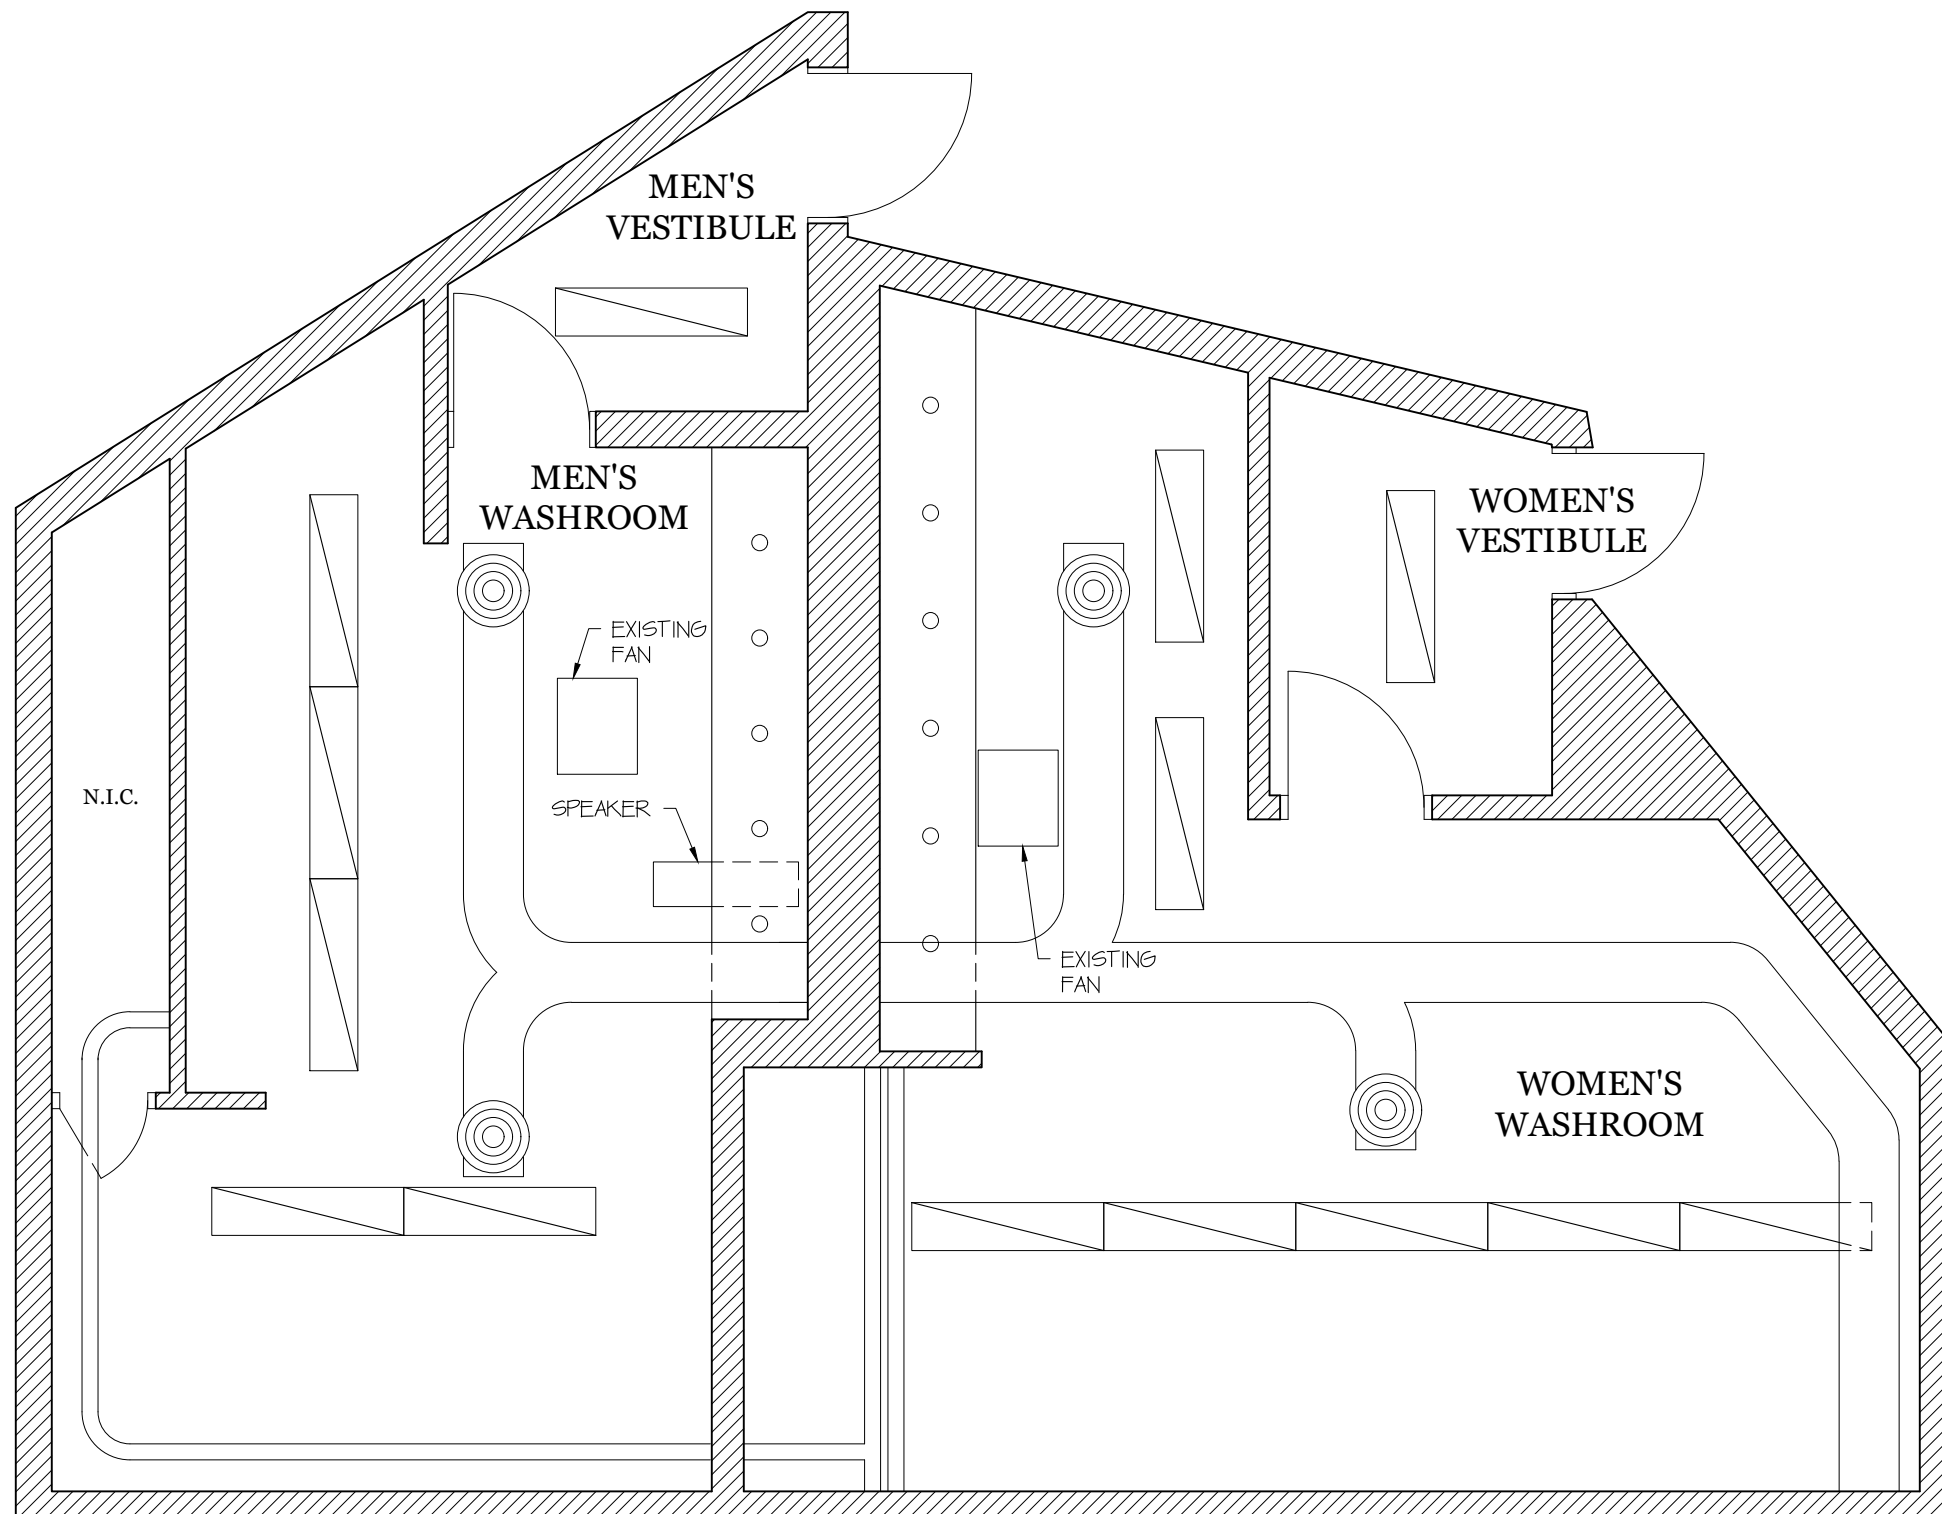 MEN'S
VESTIBULE
MEN'S
WASHROOM
WOMEN'S
VESTIBULE
EXISTING
FAN
N.I.C.
SPEAKER
EXISTING
FAN
WOMEN'S
WASHROOM